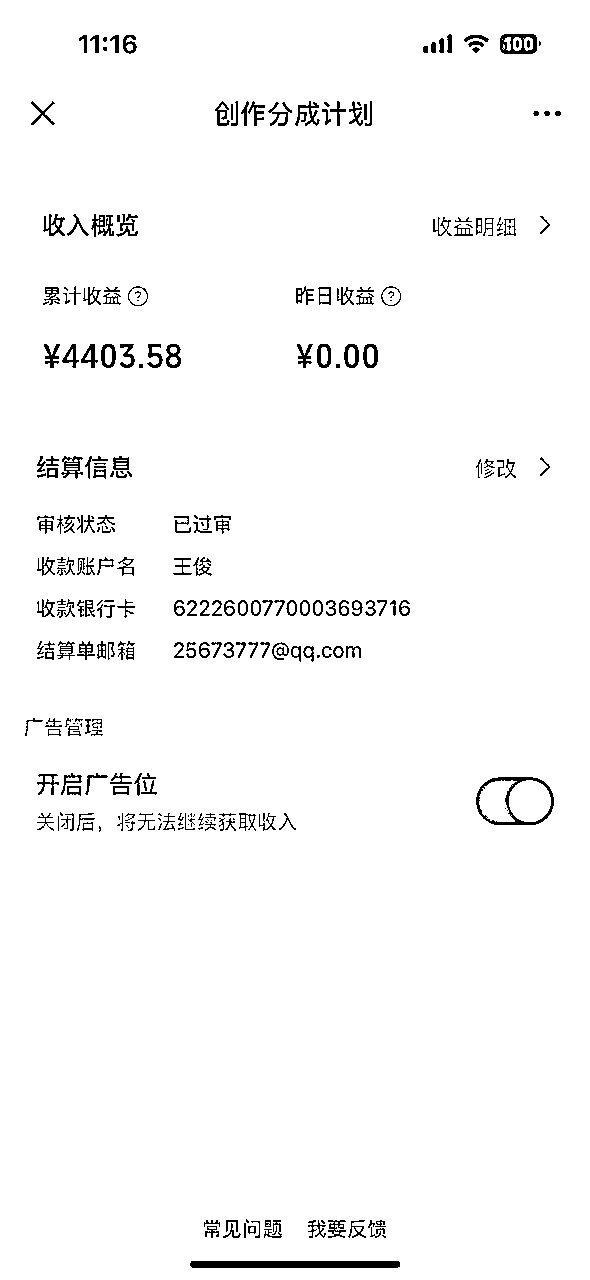 11:16
100
创作分成计划
收入概览 收益明细
累计收益 昨日收益
¥4403.58 ¥0.00
结算信息 修改
审核状态 已过审
收款账户名 王俊
收款银行卡 6222600770003693716
结算单邮箱 25673777@qq.com
广告管理
开启广告位
关闭后，将无法继续获取收入
常见问题 我要反馈